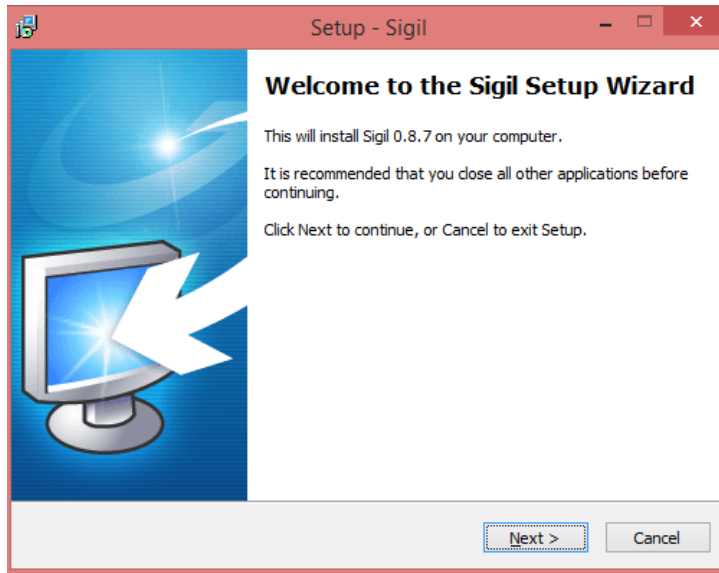 Setup - Sigil
Welcome to the Sigil Setup Wizard
This will install Sigil 0.8.7 on your computer.
It is recommended that you close all other applications before
continuing.
Click Next to continue, or Cancel to exit Setup.
Next >
Cancel